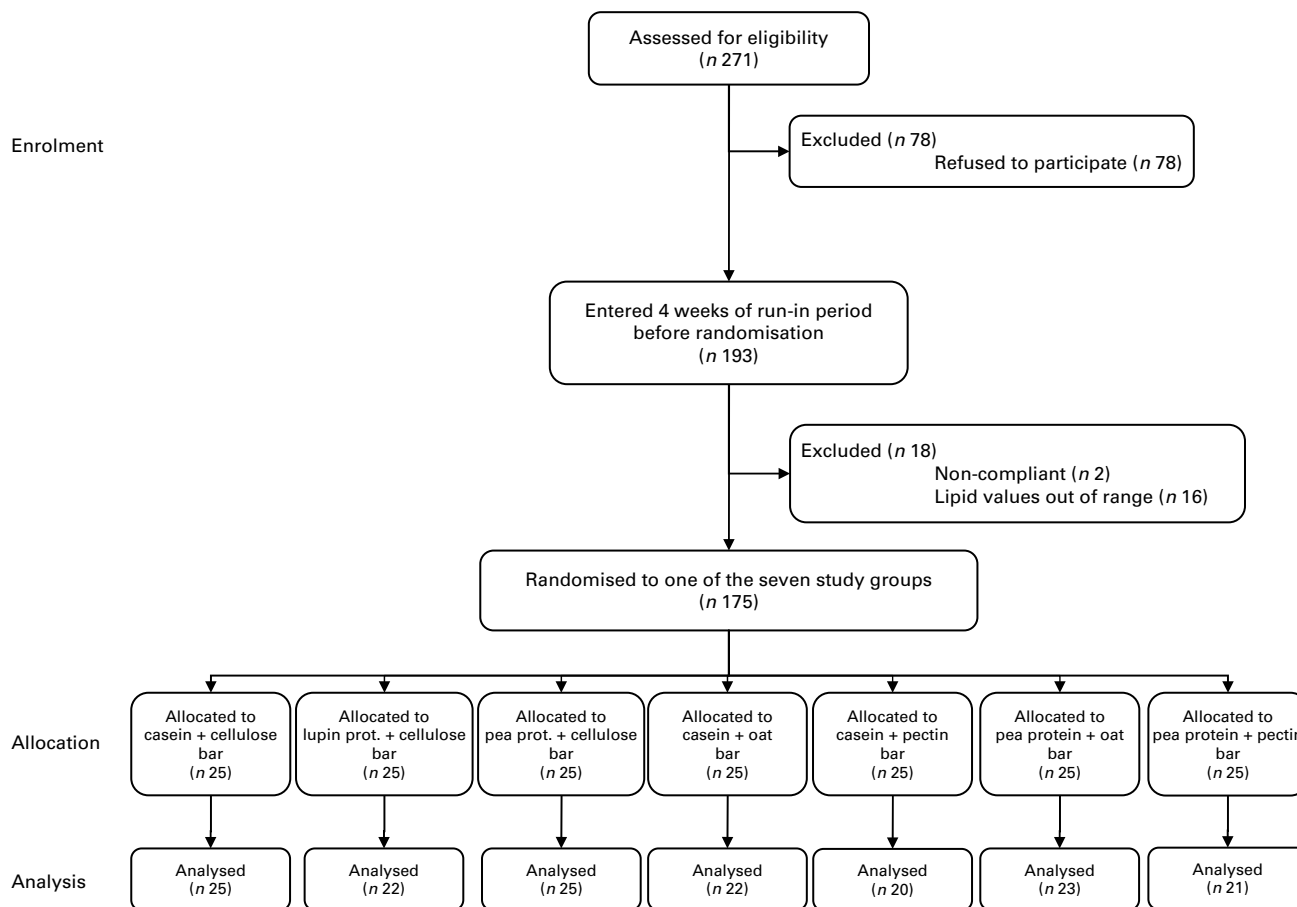 Assessed for eligibility
(n 271)
Enrolment
Excluded (n 78)
Refused to participate (n 78)
Entered 4 weeks of run-in period
before randomisation
(n 193)
Excluded (n 18)
Non-compliant (n 2)
Lipid values out of range (n 16)
Randomised to one of the seven study groups
(n 175)
Allocation
Allocated to
casein + cellulose
bar
(n 25)
Allocated to
lupin prot. + cellulose
bar
(n 25)
Allocated to
pea prot. + cellulose
bar
(n 25)
Allocated to
casein + oat
bar
(n 25)
Allocated to
casein + pectin
bar
(n 25)
Allocated to
pea protein + oat
bar
(n 25)
Allocated to
pea protein + pectin
bar
(n 25)
Analysis
Analysed
(n 25)
Analysed
(n 22)
Analysed
(n 25)
Analysed
(n 22)
Analysed
(n 20)
Analysed
(n 23)
Analysed
(n 21)